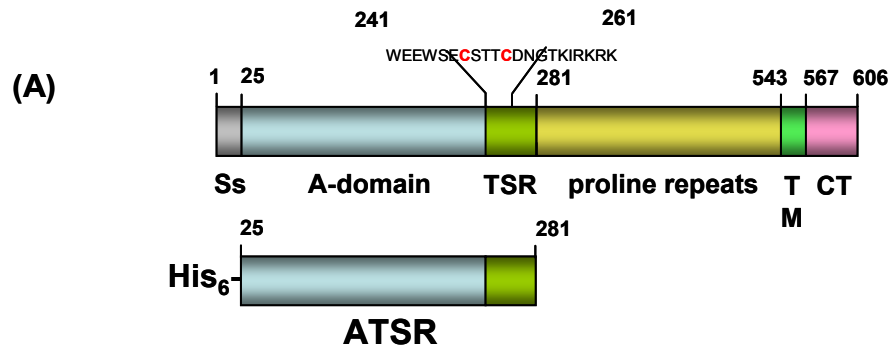 241 261
WEEWSECSTTCDNGTKIRKRK
(A)
1 25 281 543 567 606
Ss A-domain TSR proline repeats TM CT
25 281
His6-
ATSR